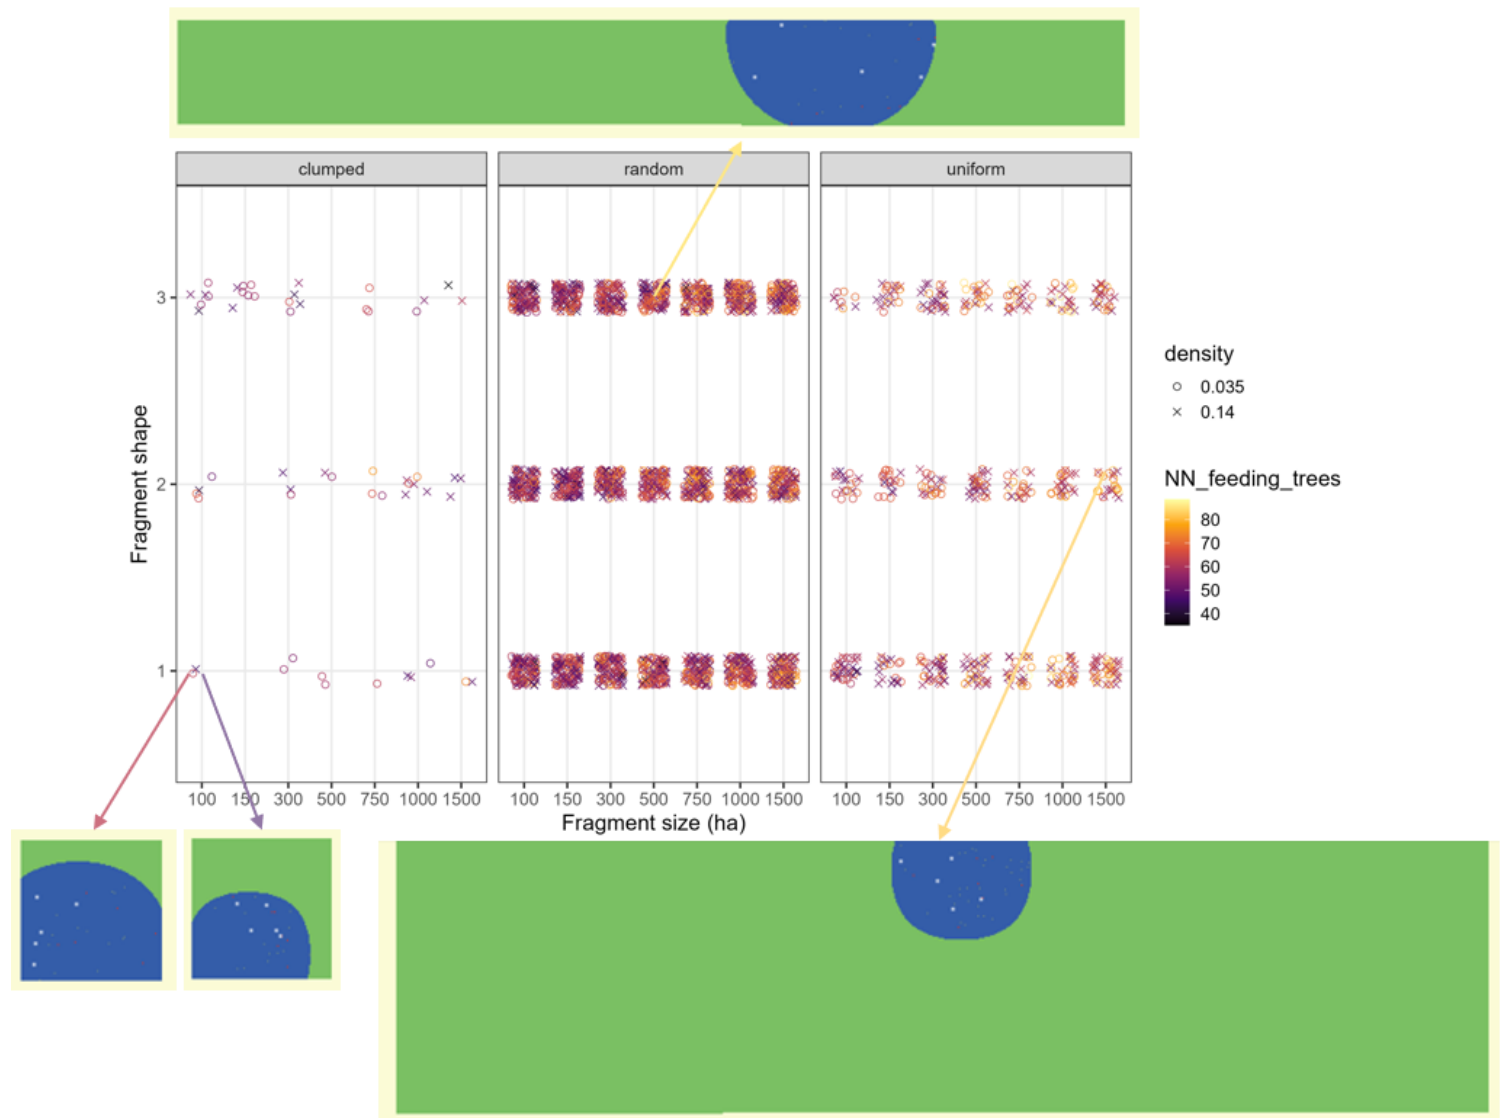 clumped random uniform
3
2
1
Fragment shape
100 150 300 500 750 1000 1500 100 150 300 500 750 1000 1500 100 150 300 500 750 1000 1500
Fragment size (ha)
density
0.035
0.14
NN_feeding_trees
80
70
60
50
40